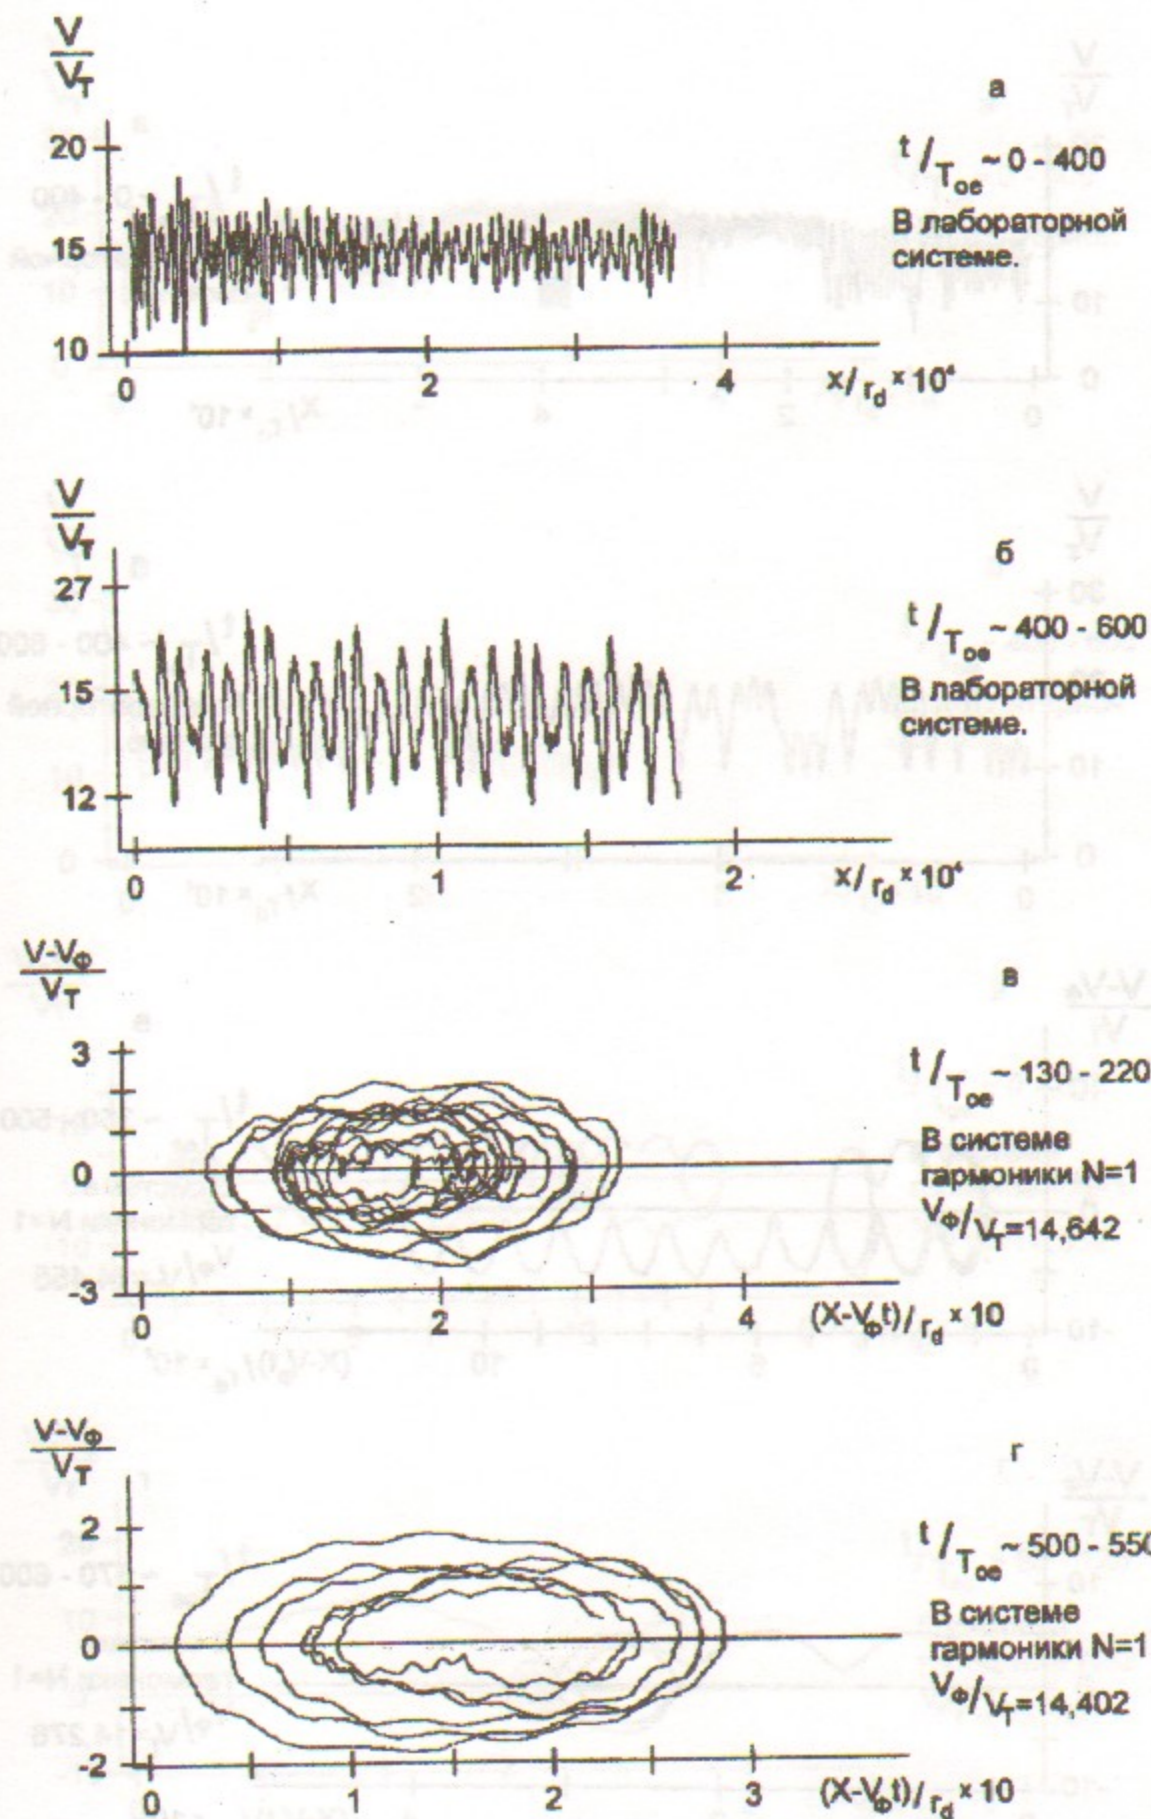 V
V_T
а
20
t / T_oe ~ 0 - 400
15
В лабораторной
системе.
10
0
2
4
x / r_d × 10⁴
V
V_T
б
27
t / T_oe ~ 400 - 600
15
В лабораторной
системе.
12
0
1
2
x / r_d × 10⁴
V-V_Ф
V_T
в
3
t / T_oe ~ 130 - 220
В системе
0
гармоники N=1
V_Ф / V_T = 14,642
-3
0
2
4
(X-V_Фt) / r_d × 10
V-V_Ф
V_T
г
2
t / T_oe ~ 500 - 550
В системе
0
гармоники N=1
V_Ф / V_T = 14,402
-2
0
1
2
3
(X-V_Фt) / r_d × 10